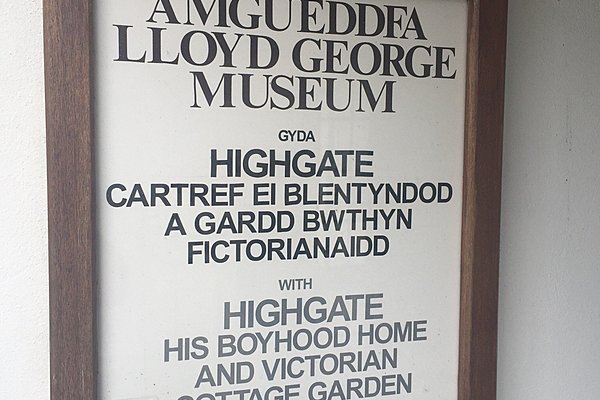 AMGUEDDFA
LLOYD GEORGE
MUSEUM
GYDA
HIGHGATE
CARTREF EI BLENTYNDOD
A GARDD BWTHYN
FICTORIANAIDD
WITH
HIGHGATE
HIS BOYHOOD HOME
AND VICTORIAN
COTTAGE GARDEN